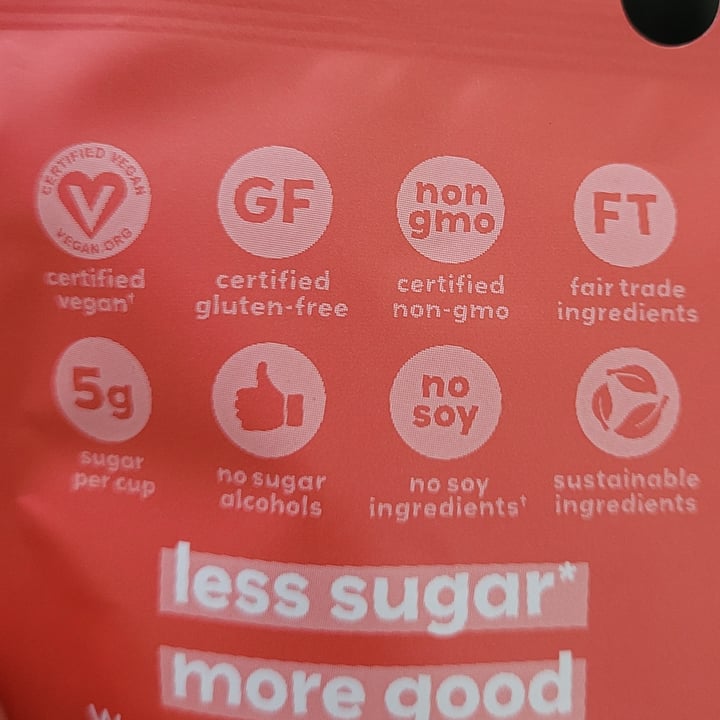 CERTIFIED VEGAN
V
VEGAN.ORG
certified
vegan†
GF
certified
gluten-free
non
gmo
certified
non-gmo
FT
fair trade
ingredients
5g
sugar
per cup
no sugar
alcohols
no
soy
no soy
ingredients†
sustainable
ingredients
less sugar*
more good